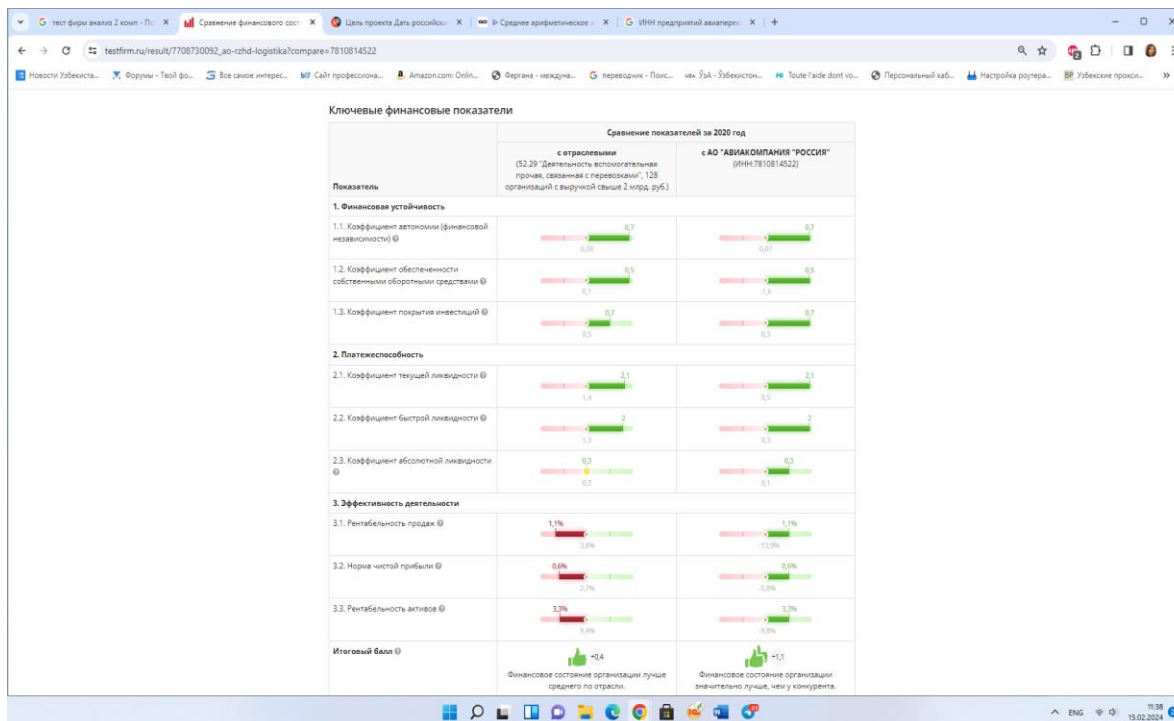 тест фирм анализ 2 комп - По
Сравнение финансового сост
Цель проекта Дать российско
Среднее арифметическое
ИНН предприятий авиаперев
testfirm.ru/result/7708730092_ao-rzhd-logistika?compare=7810814522
Новости Узбекиста...
Форумы - Твой фо...
Все самое интерес...
Сайт профессиона...
Amazon.com: Onlin...
Фергана - междуна...
переводчик - Поис...
ЎзА - Ўзбекистон...
Toute l'aide dont vo...
Персональный каб...
Настройка роутера...
Узбекские прокси...
Ключевые финансовые показатели
Показатель
Сравнение показателей за 2020 год
с отраслевыми
(52.29 "Деятельность вспомогательная
прочая, связанная с перевозками", 128
организаций с выручкой свыше 2 млрд. руб.)
с АО "АВИАКОМПАНИЯ "РОССИЯ"
(ИНН:7810814522)
1. Финансовая устойчивость
1.1. Коэффициент автономии (финансовой
независимости)
0,7
0,28
0,7
0,07
1.2. Коэффициент обеспеченности
собственными оборотными средствами
0,5
0,1
0,5
-1,6
1.3. Коэффициент покрытия инвестиций
0,7
0,5
0,7
0,3
2. Платежеспособность
2.1. Коэффициент текущей ликвидности
2,1
1,4
2,1
0,5
2.2. Коэффициент быстрой ликвидности
2
1,3
2
0,3
2.3. Коэффициент абсолютной ликвидности
0,3
0,2
0,3
0,1
3. Эффективность деятельности
3.1. Рентабельность продаж
1,1%
3,8%
1,1%
-13,9%
3.2. Норма чистой прибыли
0,6%
2,7%
0,6%
-5,8%
3.3. Рентабельность активов
3,3%
9,4%
3,3%
-9,8%
Итоговый балл
+0,4
Финансовое состояние организации лучше
среднего по отрасли.
+1,1
Финансовое состояние организации
значительно лучше, чем у конкурента.
ENG
11:38
15.02.2024